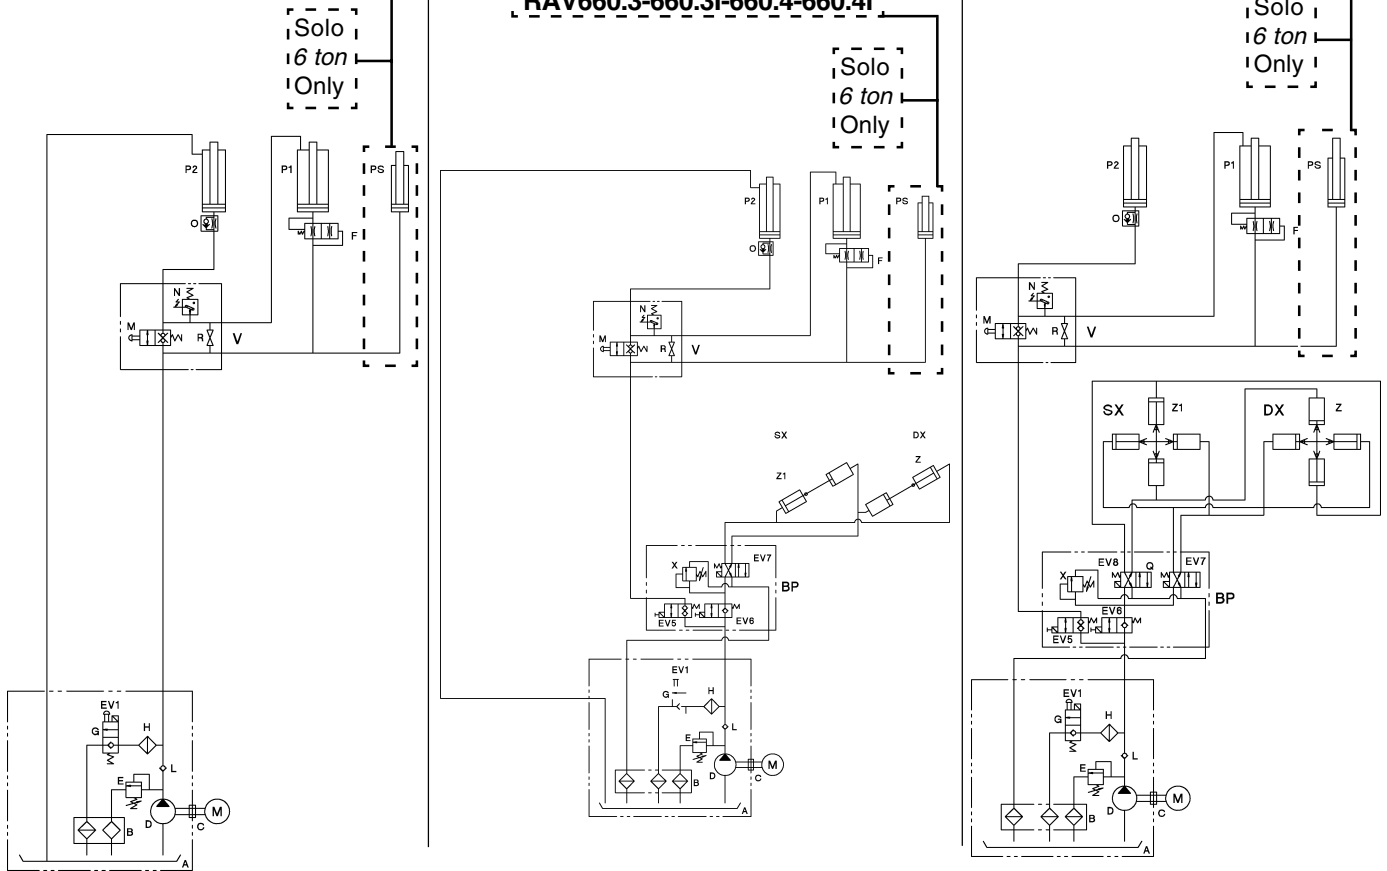 Solo
6 ton
Only
P2
P1
PS
O
F
N
M
R
V
EV1
G
H
L
E
D
C
M
B
A
RAV660.3-660.3I-660.4-660.4I
Solo
6 ton
Only
P2
P1
PS
O
F
N
M
R
V
SX
DX
Z1
Z
X
EV7
BP
EV5
EV6
EV1
G
H
L
E
D
C
M
B
A
Solo
6 ton
Only
P2
P1
PS
O
F
N
M
R
V
SX
Z1
DX
Z
EV8
Q
EV7
X
BP
EV6
EV5
EV1
G
H
L
E
D
C
M
B
A